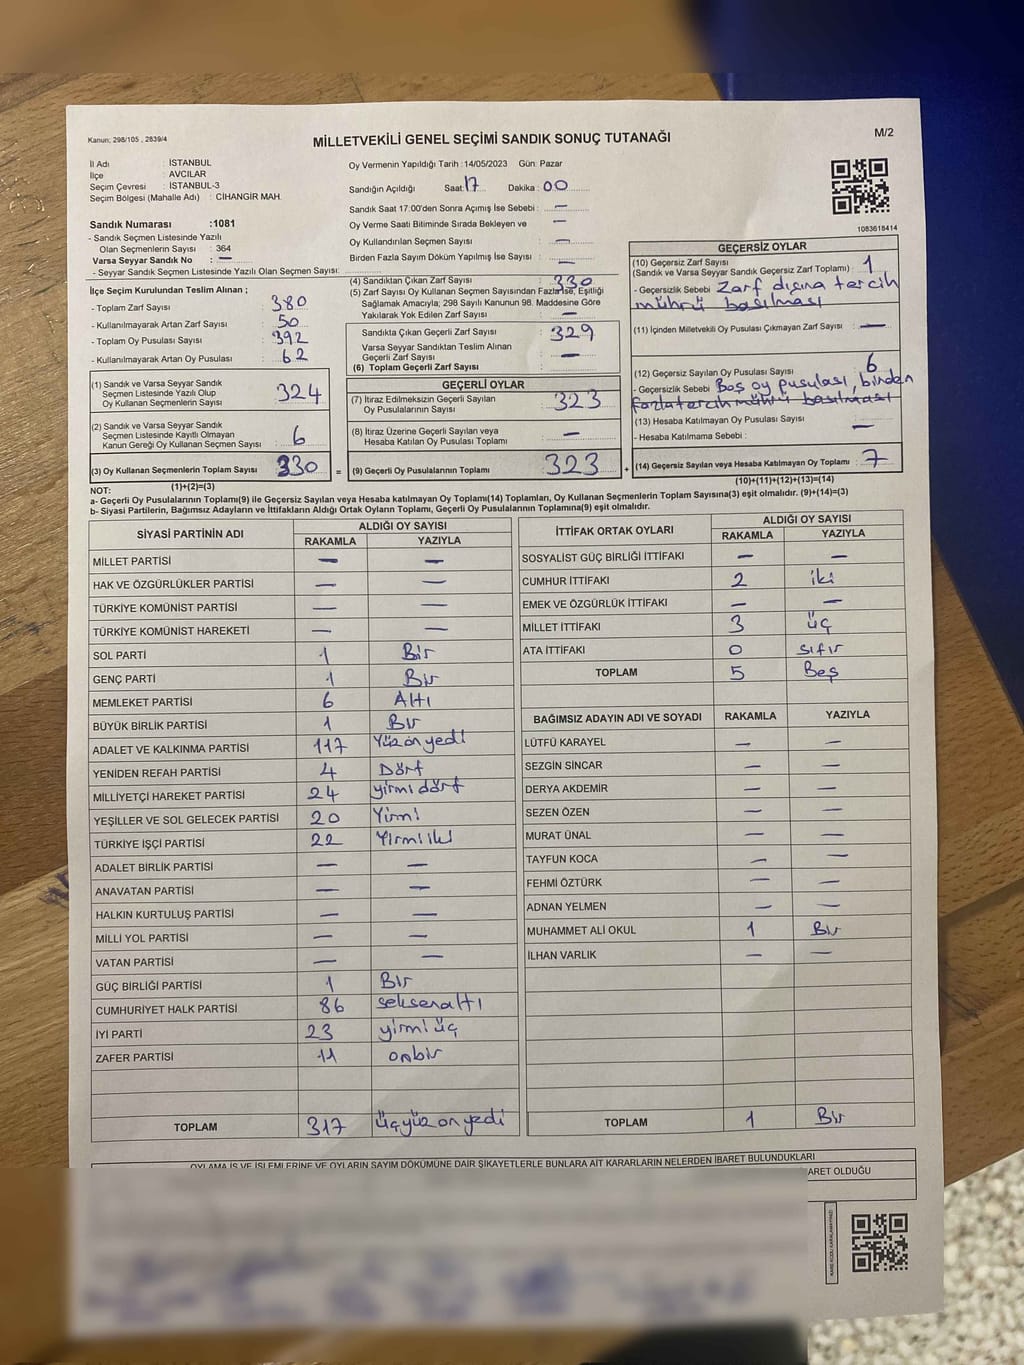 Kanun; 298/105 , 2839/4
MİLLETVEKİLİ GENEL SEÇİMİ SANDIK SONUÇ TUTANAĞI
M/2
İl Adı : İSTANBUL
İlçe : AVCILAR
Seçim Çevresi : İSTANBUL-3
Seçim Bölgesi (Mahalle Adı) : CİHANGİR MAH.
Oy Vermenin Yapıldığı Tarih :14/05/2023 Gün: Pazar
Sandığın Açıldığı Saat: 17 Dakika: 00
Sandık Saat 17:00'den Sonra Açımış İse Sebebi : —
Oy Verme Saati Bitiminde Sırada Bekleyen ve —
Oy Kullandırılan Seçmen Sayısı : —
Birden Fazla Sayım Döküm Yapılmış İse Sayısı : —
1083618414
Sandık Numarası :1081
- Sandık Seçmen Listesinde Yazılı
Olan Seçmenlerin Sayısı : 364
Varsa Seyyar Sandık No : —
- Seyyar Sandık Seçmen Listesinde Yazılı Olan Seçmen Sayısı:
İlçe Seçim Kurulundan Teslim Alınan ;
- Toplam Zarf Sayısı : 380
- Kullanılmayarak Artan Zarf Sayısı : 50
- Toplam Oy Pusulası Sayısı : 392
- Kullanılmayarak Artan Oy Pusulası : 62
(1) Sandık ve Varsa Seyyar Sandık
Seçmen Listesinde Yazılı Olup
Oy Kullanan Seçmenlerin Sayısı 324
(2) Sandık ve Varsa Seyyar Sandık
Seçmen Listesinde Kayıtlı Olmayan
Kanun Gereği Oy Kullanan Seçmen Sayısı : 6
(3) Oy Kullanan Seçmenlerin Toplam Sayısı 330 =
(1)+(2)=(3)
(4) Sandıktan Çıkan Zarf Sayısı : 330
(5) Zarf Sayısı Oy Kullanan Seçmen Sayısından Fazla İse, Eşitliği
Sağlamak Amacıyla; 298 Sayılı Kanunun 98. Maddesine Göre
Yakılarak Yok Edilen Zarf Sayısı : —
Sandıkta Çıkan Geçerli Zarf Sayısı : 329
Varsa Seyyar Sandıktan Teslim Alınan
Geçerli Zarf Sayısı : —
(6) Toplam Geçerli Zarf Sayısı :
GEÇERLİ OYLAR
(7) İtiraz Edilmeksizin Geçerli Sayılan
Oy Pusulalarının Sayısı : 323
(8) İtiraz Üzerine Geçerli Sayılan veya
Hesaba Katılan Oy Pusulası Toplamı : —
(9) Geçerli Oy Pusulalarının Toplamı : 323 +
GEÇERSİZ OYLAR
(10) Geçersiz Zarf Sayısı
(Sandık ve Varsa Seyyar Sandık Geçersiz Zarf Toplamı) : 1
- Geçersizlik Sebebi Zarf dışına tercih
mührü basılması
(11) İçinden Milletvekili Oy Pusulası Çıkmayan Zarf Sayısı : —
(12) Geçersiz Sayılan Oy Pusulası Sayısı : 6
- Geçersizlik Sebebi Boş oy pusulası, birden
fazla tercih mührü basılması
(13) Hesaba Katılmayan Oy Pusulası Sayısı : —
- Hesaba Katılmama Sebebi :
(14) Geçersiz Sayılan veya Hesaba Katılmayan Oy Toplamı : 7
(10)+(11)+(12)+(13)=(14)
NOT:
a- Geçerli Oy Pusulalarının Toplamı(9) ile Geçersiz Sayılan veya Hesaba katılmayan Oy Toplamı(14) Toplamları, Oy Kullanan Seçmenlerin Toplam Sayısına(3) eşit olmalıdır. (9)+(14)=(3)
b- Siyasi Partilerin, Bağımsız Adayların ve İttifakların Aldığı Ortak Oyların Toplamı, Geçerli Oy Pusulalarının Toplamına(9) eşit olmalıdır.
SİYASİ PARTİNİN ADI ALDIĞI OY SAYISI
RAKAMLA YAZIYLA
MİLLET PARTİSİ — —
HAK VE ÖZGÜRLÜKLER PARTİSİ — —
TÜRKİYE KOMÜNİST PARTİSİ — —
TÜRKİYE KOMÜNİST HAREKETİ — —
SOL PARTİ 1 Bir
GENÇ PARTİ 1 Bir
MEMLEKET PARTİSİ 6 Altı
BÜYÜK BİRLİK PARTİSİ 1 Bir
ADALET VE KALKINMA PARTİSİ 117 Yüzonyedi
YENİDEN REFAH PARTİSİ 4 Dört
MİLLİYETÇİ HAREKET PARTİSİ 24 yirmi dört
YEŞİLLER VE SOL GELECEK PARTİSİ 20 Yirmi
TÜRKİYE İŞÇİ PARTİSİ 22 Yirmi iki
ADALET BİRLİK PARTİSİ — —
ANAVATAN PARTİSİ — —
HALKIN KURTULUŞ PARTİSİ — —
MİLLİ YOL PARTİSİ — —
VATAN PARTİSİ — —
GÜÇ BİRLİĞİ PARTİSİ 1 Bir
CUMHURİYET HALK PARTİSİ 86 seksenaltı
İYİ PARTİ 23 yirmi üç
ZAFER PARTİSİ 11 onbir
TOPLAM 317 üçyüz on yedi
İTTİFAK ORTAK OYLARI ALDIĞI OY SAYISI
RAKAMLA YAZIYLA
SOSYALİST GÜÇ BİRLİĞİ İTTİFAKI — —
CUMHUR İTTİFAKI 2 iki
EMEK VE ÖZGÜRLÜK İTTİFAKI — —
MİLLET İTTİFAKI 3 üç
ATA İTTİFAKI 0 sıfır
TOPLAM 5 Beş
BAĞIMSIZ ADAYIN ADI VE SOYADI RAKAMLA YAZIYLA
LÜTFÜ KARAYEL — —
SEZGİN SİNCAR — —
DERYA AKDEMİR — —
SEZEN ÖZEN — —
MURAT ÜNAL — —
TAYFUN KOCA — —
FEHMİ ÖZTÜRK — —
ADNAN YELMEN — —
MUHAMMET ALİ OKUL 1 Bir
İLHAN VARLIK — —
TOPLAM 1 Bir
OYLAMA İŞ VE İŞLEMLERİNE VE OYLARIN SAYIM DÖKÜMÜNE DAİR ŞİKAYETLERLE BUNLARA AİT KARARLARIN NELERDEN İBARET BULUNDUKLARI
ARET OLDUĞU